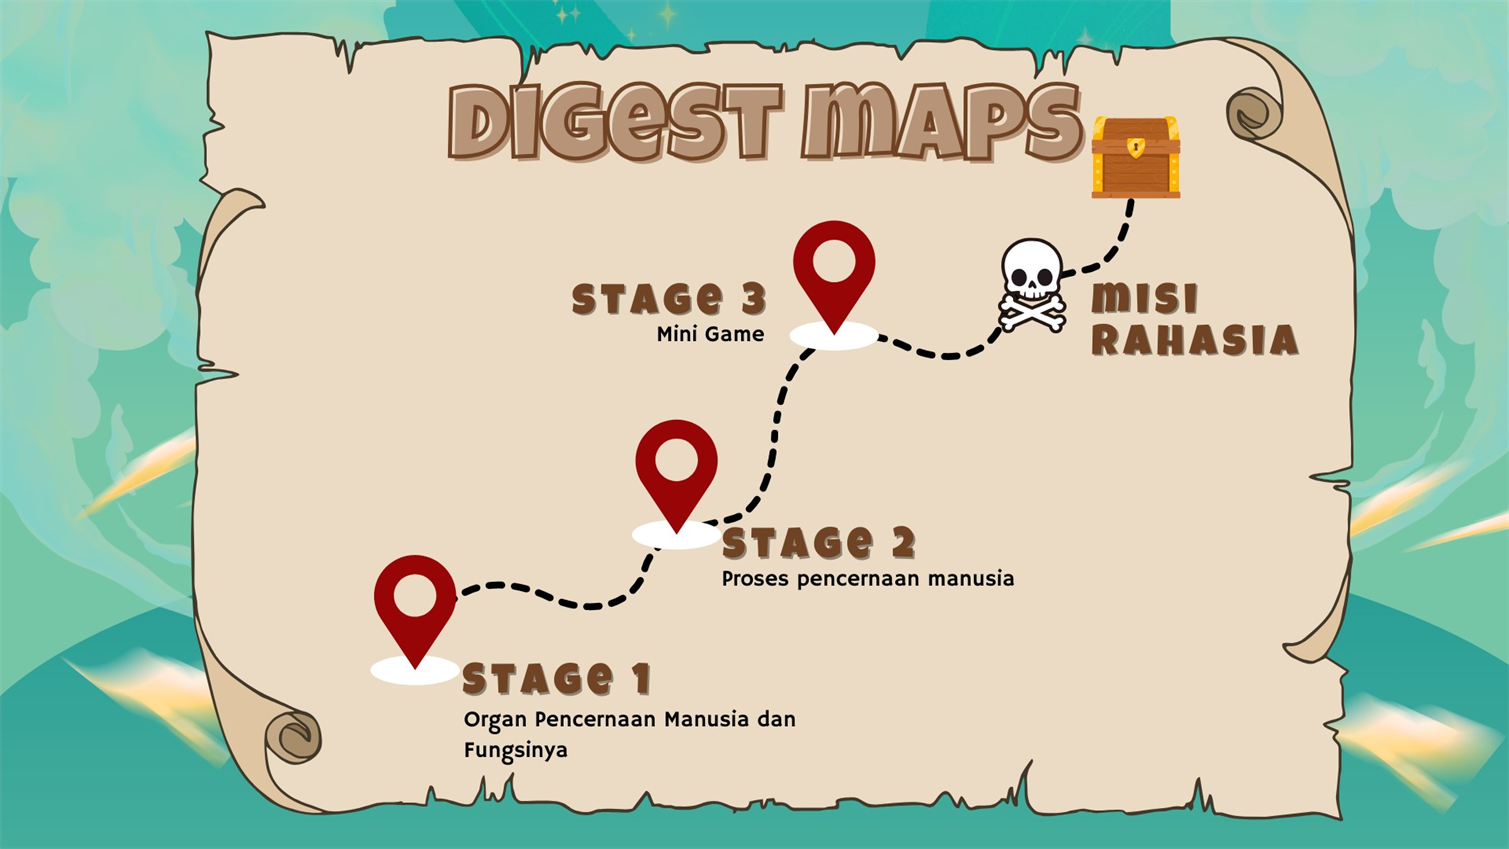 DIGEST MAPS
STAGE 3
Mini Game
MISI
RAHASIA
STAGE 2
Proses pencernaan manusia
STAGE 1
Organ Pencernaan Manusia dan
Fungsinya